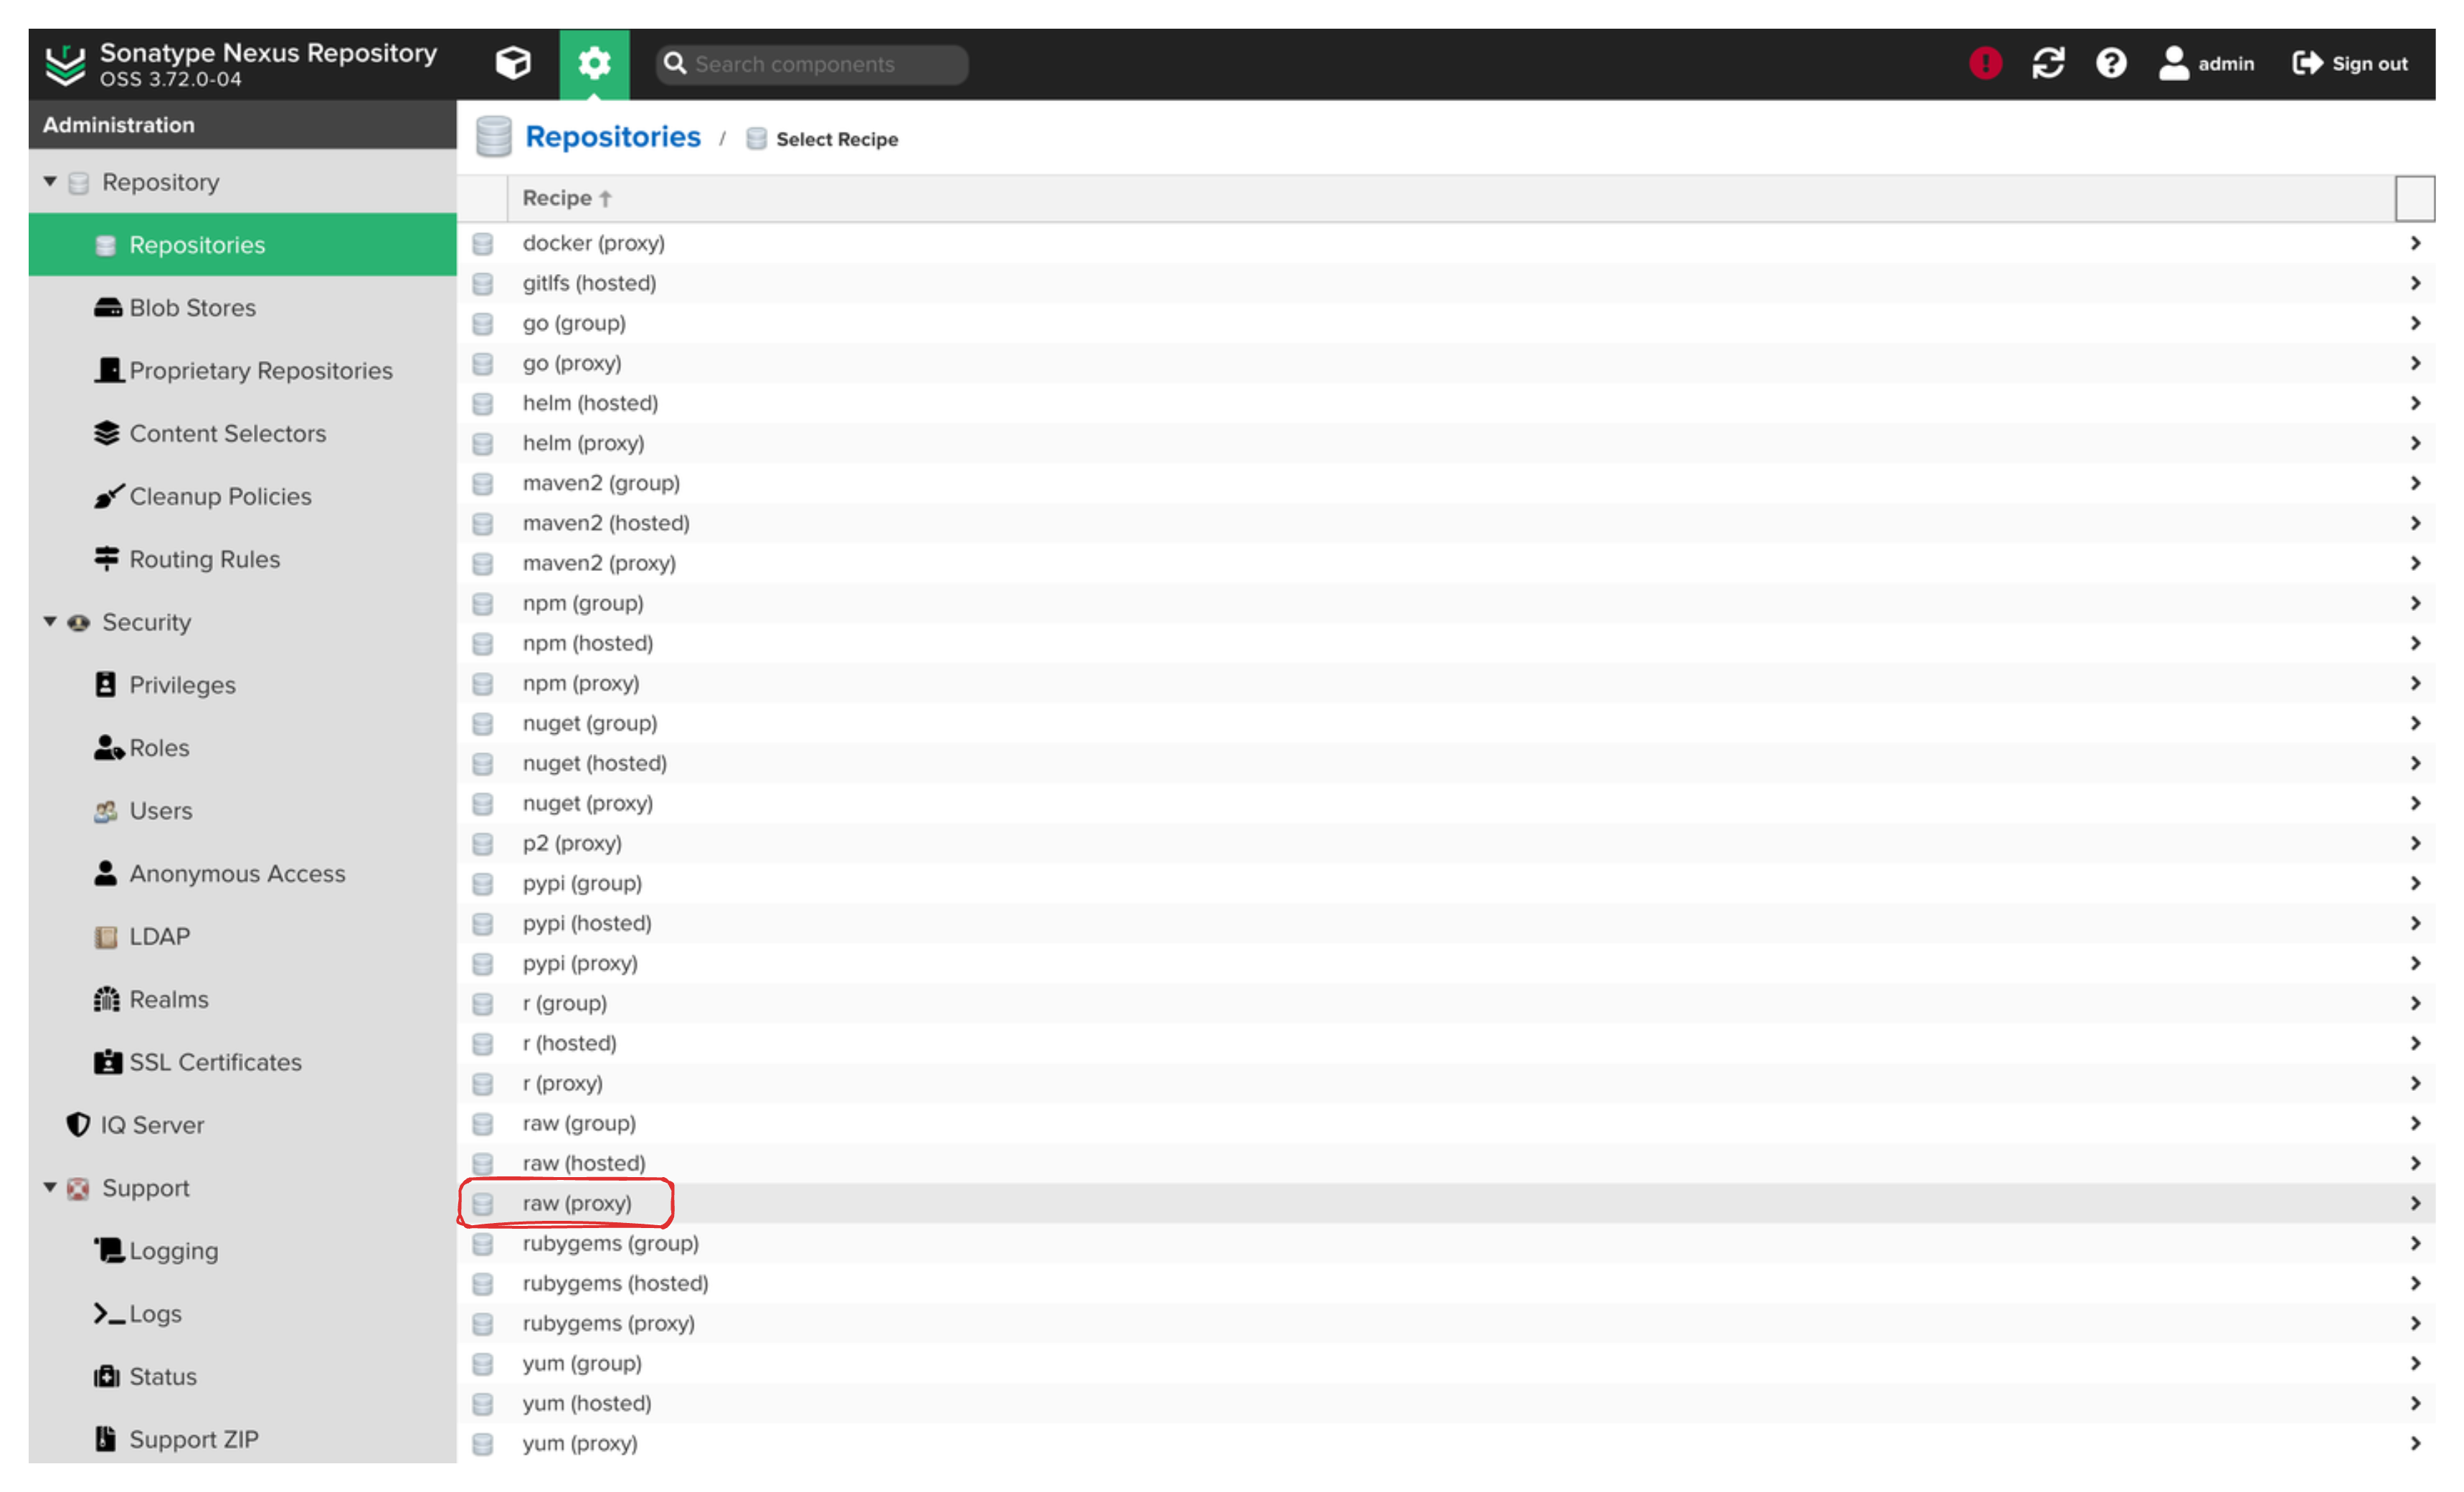 Sonatype Nexus Repository
OSS 3.72.0-04
Search components
admin
Sign out
Administration
Repository
Repositories
Blob Stores
Proprietary Repositories
Content Selectors
Cleanup Policies
Routing Rules
Security
Privileges
Roles
Users
Anonymous Access
LDAP
Realms
SSL Certificates
IQ Server
Support
Logging
Logs
Status
Support ZIP
Repositories / Select Recipe
Recipe
docker (proxy)
gitlfs (hosted)
go (group)
go (proxy)
helm (hosted)
helm (proxy)
maven2 (group)
maven2 (hosted)
maven2 (proxy)
npm (group)
npm (hosted)
npm (proxy)
nuget (group)
nuget (hosted)
nuget (proxy)
p2 (proxy)
pypi (group)
pypi (hosted)
pypi (proxy)
r (group)
r (hosted)
r (proxy)
raw (group)
raw (hosted)
raw (proxy)
rubygems (group)
rubygems (hosted)
rubygems (proxy)
yum (group)
yum (hosted)
yum (proxy)